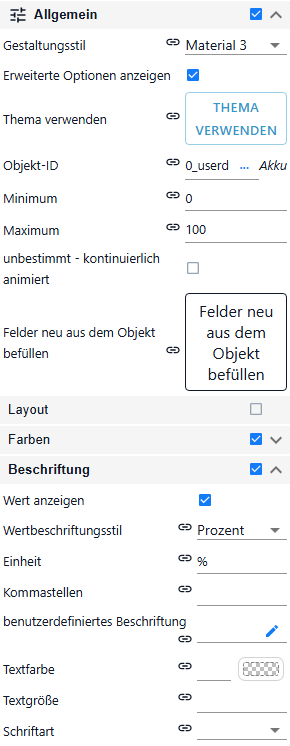 Allgemein
Gestaltungsstil Material 3
Erweiterte Optionen anzeigen
Thema verwenden THEMA
VERWENDEN
Objekt-ID 0_userd ... Akku
Minimum 0
Maximum 100
unbestimmt - kontinuierlich
animiert
Felder neu aus dem Objekt
befüllen
Felder neu
aus dem
Objekt
befüllen
Layout
Farben
Beschriftung
Wert anzeigen
Wertbeschriftungsstil Prozent
Einheit %
Kommastellen
benutzerdefiniertes Beschriftung
Textfarbe
Textgröße
Schriftart